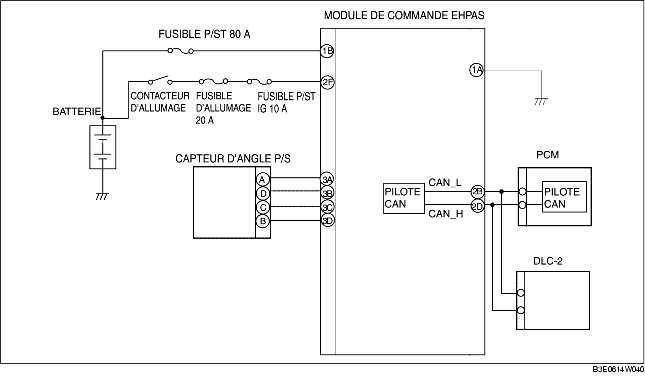 MODULE DE COMMANDE EHPAS
FUSIBLE P/ST 80 A
1B
1A
2F
CONTACTEUR
D'ALLUMAGE
FUSIBLE
D'ALLUMAGE
20 A
FUSIBLE P/ST
IG 10 A
BATTERIE
CAPTEUR D'ANGLE P/S
A
D
C
B
3A
3B
3C
3D
PILOTE
CAN
CAN_L
CAN_H
2B
2D
PCM
PILOTE
CAN
DLC-2
B3E0614W040